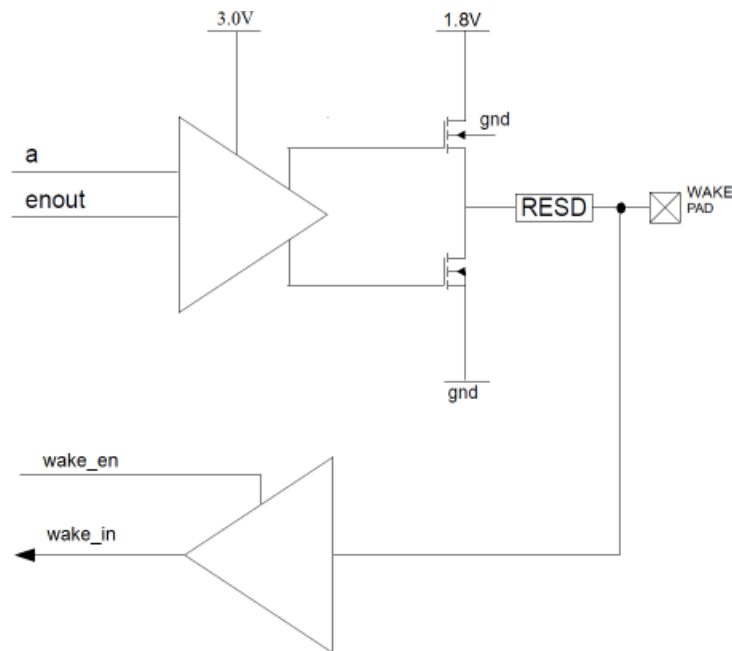 3.0V
1.8V
gnd
a
enout
RESD
WAKE
PAD
gnd
wake_en
wake_in